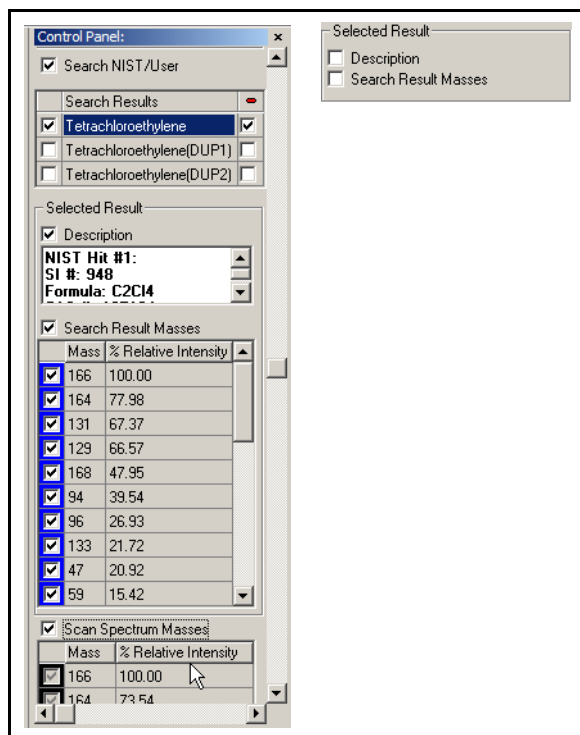 Control Panel:
Search NIST/User
Search Results
Tetrachloroethylene
Tetrachloroethylene(DUP1)
Tetrachloroethylene(DUP2)
Selected Result
Description
NIST Hit #1:
SI #: 948
Formula: C2Cl4
Search Result Masses
Mass % Relative Intensity
166 100.00
164 77.98
131 67.37
129 66.57
168 47.95
94 39.54
96 26.93
133 21.72
47 20.92
59 15.42
Scan Spectrum Masses
Mass % Relative Intensity
166 100.00
164 73.54
Selected Result
Description
Search Result Masses